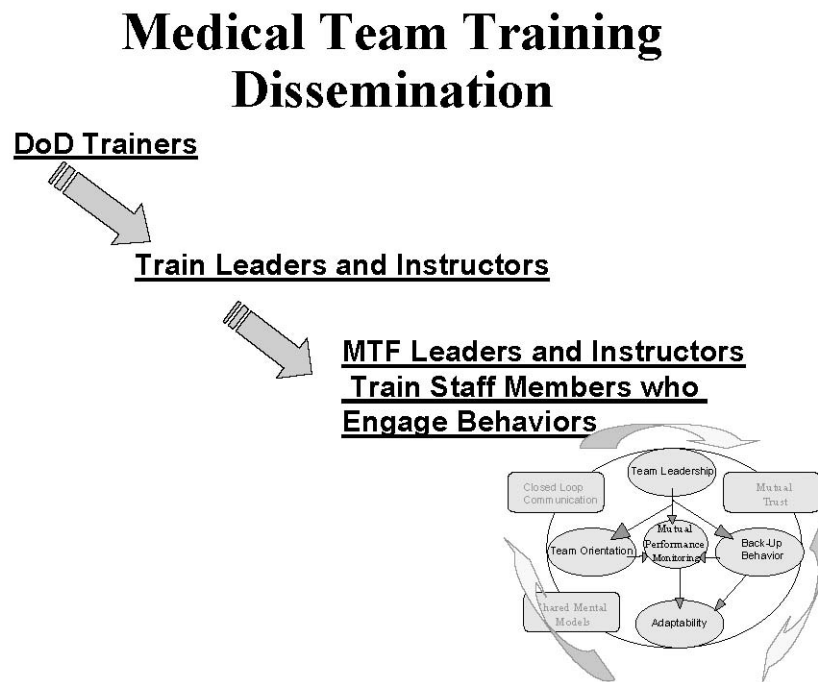 Medical Team Training
Dissemination
DoD Trainers
Train Leaders and Instructors
MTF Leaders and Instructors
Train Staff Members who
Engage Behaviors
Team Leadership
Closed Loop
Communication
Mutual
Trust
Team Orientation
Mutual
Performance
Monitoring
Back-Up
Behavior
Shared Mental
Models
Adaptability